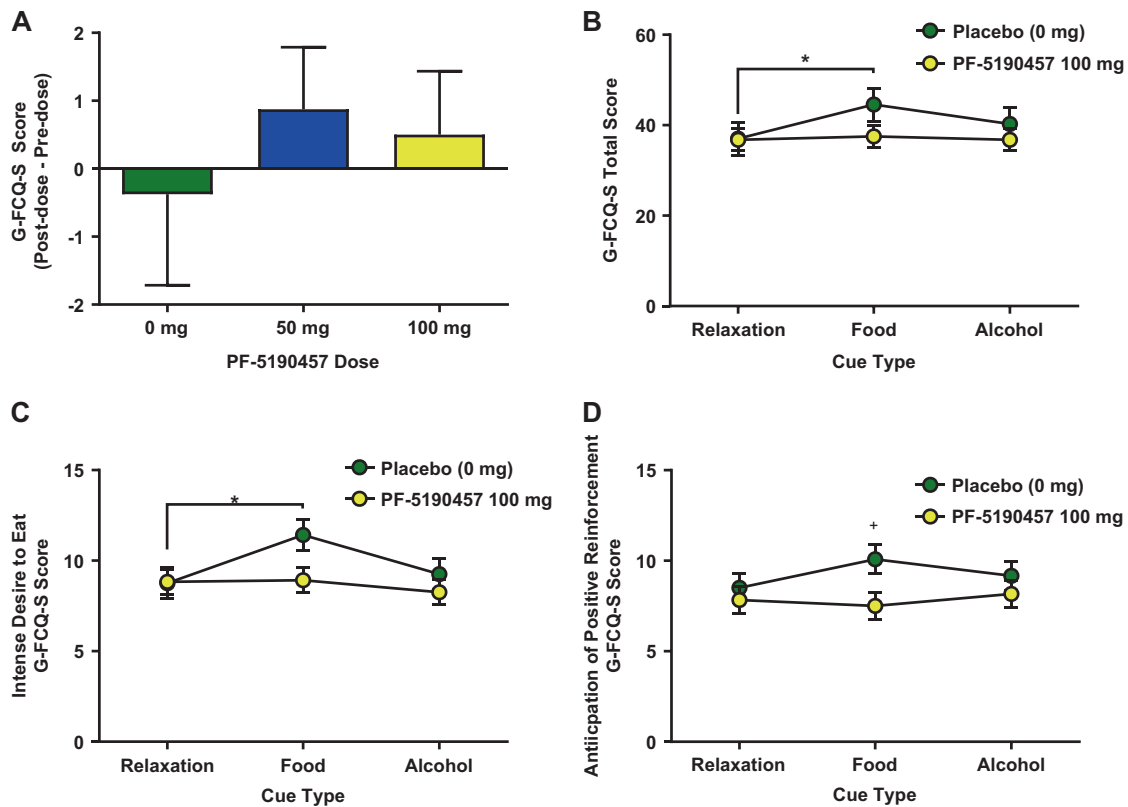 A
G-FCQ-S Score
(Post-dose - Pre-dose)
2
1
0
-1
-2
0 mg
50 mg
100 mg
PF-5190457 Dose
B
G-FCQ-S Total Score
60
40
20
0
Placebo (0 mg)
PF-5190457 100 mg
*
Relaxation
Food
Alcohol
Cue Type
C
Intense Desire to Eat
G-FCQ-S Score
15
10
5
0
Placebo (0 mg)
PF-5190457 100 mg
*
Relaxation
Food
Alcohol
Cue Type
D
Antiicpation of Positive Reinforcement
G-FCQ-S Score
15
10
5
0
Placebo (0 mg)
PF-5190457 100 mg
+
Relaxation
Food
Alcohol
Cue Type